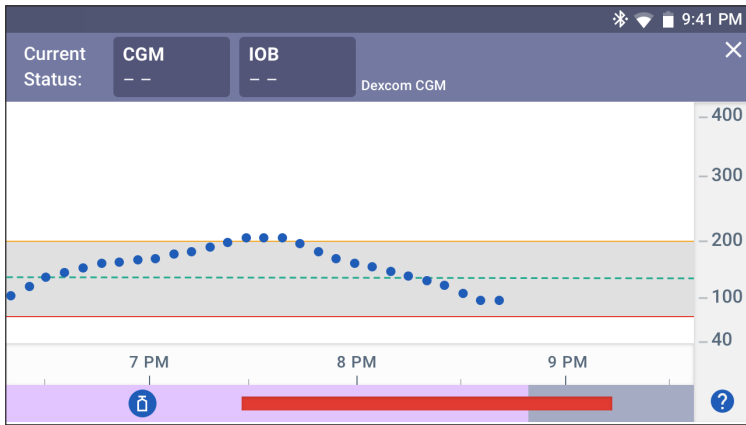 9:41 PM
Current Status:
CGM
– –
IOB
– –
Dexcom CGM
400
300
200
100
40
7 PM
8 PM
9 PM
?